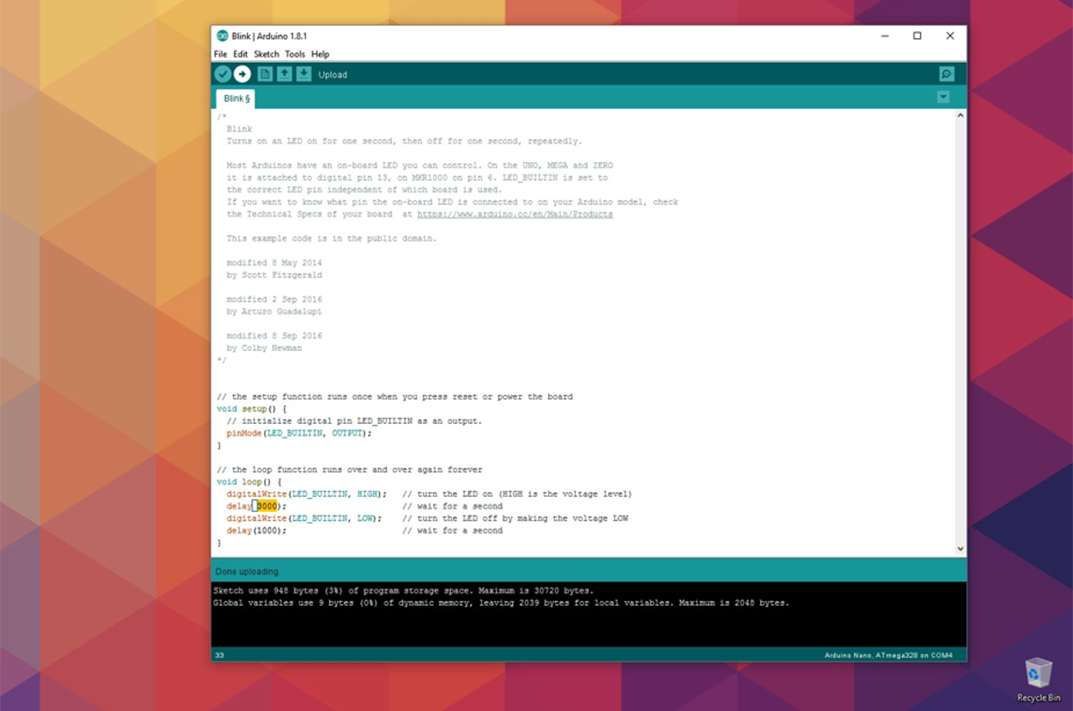 Blink | Arduino 1.8.1
File Edit Sketch Tools Help
Upload
Blink §
/*
Blink
Turns on an LED on for one second, then off for one second, repeatedly.
Most Arduinos have an on-board LED you can control. On the UNO, MEGA and ZERO
it is attached to digital pin 13, on MKR1000 on pin 6. LED_BUILTIN is set to
the correct LED pin independent of which board is used.
If you want to know what pin the on-board LED is connected to on your Arduino model, check
the Technical Specs of your board at https://www.arduino.cc/en/Main/Products
This example code is in the public domain.
modified 8 May 2014
by Scott Fitzgerald
modified 2 Sep 2016
by Arturo Guadalupi
modified 8 Sep 2016
by Colby Newman
*/
// the setup function runs once when you press reset or power the board
void setup() {
// initialize digital pin LED_BUILTIN as an output.
pinMode(LED_BUILTIN, OUTPUT);
}
// the loop function runs over and over again forever
void loop() {
digitalWrite(LED_BUILTIN, HIGH); // turn the LED on (HIGH is the voltage level)
delay(3000); // wait for a second
digitalWrite(LED_BUILTIN, LOW); // turn the LED off by making the voltage LOW
delay(1000); // wait for a second
}
Done uploading
Sketch uses 948 bytes (3%) of program storage space. Maximum is 30720 bytes.
Global variables use 9 bytes (0%) of dynamic memory, leaving 2039 bytes for local variables. Maximum is 2048 bytes.
33 Arduino Nano, ATmega328 on COM4
Recycle Bin